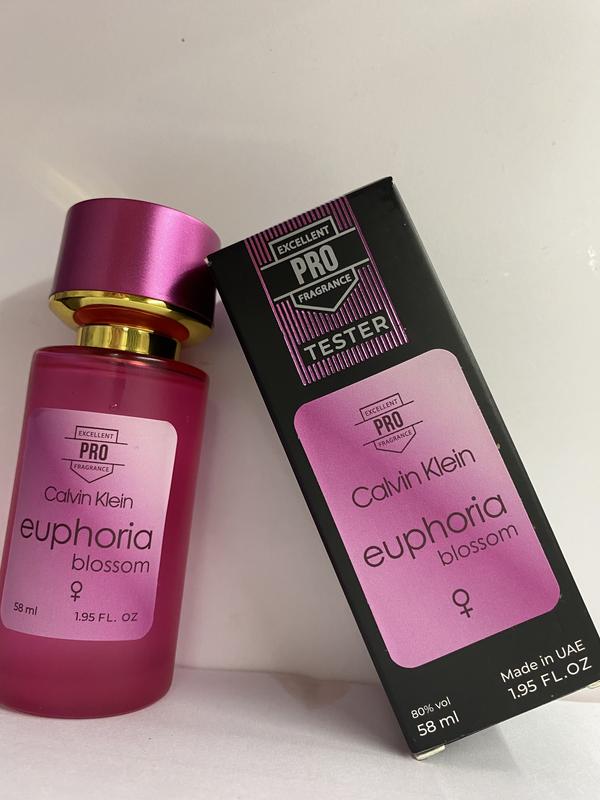 EXCELLENT
PRO
FRAGRANCE
Calvin Klein
euphoria
blossom
58 ml
1.95 FL. OZ
EXCELLENT
PRO
FRAGRANCE
TESTER
EXCELLENT
PRO
FRAGRANCE
Calvin Klein
euphoria
blossom
80% vol
58 ml
Made in UAE
1.95 FL.OZ